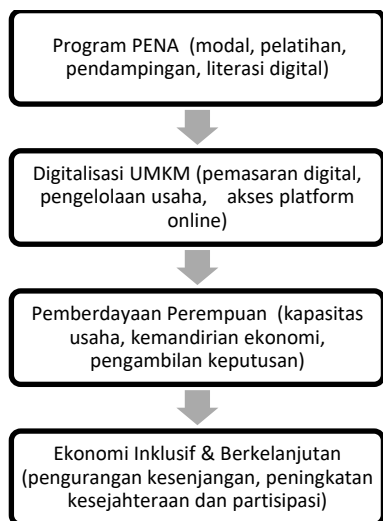 Program PENA (modal, pelatihan,
pendampingan, literasi digital)
Digitalisasi UMKM (pemasaran digital,
pengelolaan usaha, akses platform
online)
Pemberdayaan Perempuan (kapasitas
usaha, kemandirian ekonomi,
pengambilan keputusan)
Ekonomi Inklusif & Berkelanjutan
(pengurangan kesenjangan, peningkatan
kesejahteraan dan partisipasi)